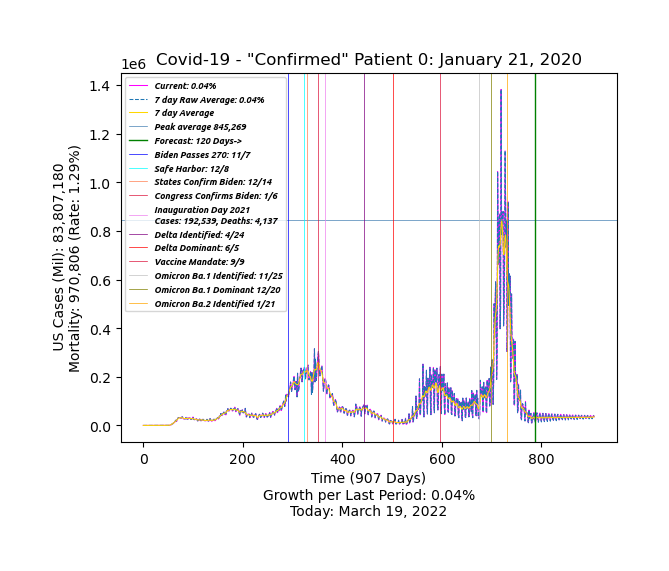 Covid-19 - "Confirmed" Patient 0: January 21, 2020
1e6
1.4
1.2
1.0
0.8
0.6
0.4
0.2
0.0
US Cases (Mil): 83,807,180
Mortality: 970,806 (Rate: 1.29%)
Current: 0.04%
7 day Raw Average: 0.04%
7 day Average
Peak average 845,269
Forecast: 120 Days->
Biden Passes 270: 11/7
Safe Harbor: 12/8
States Confirm Biden: 12/14
Congress Confirms Biden: 1/6
Inauguration Day 2021
Cases: 192,539, Deaths: 4,137
Delta Identified: 4/24
Delta Dominant: 6/5
Vaccine Mandate: 9/9
Omicron Ba.1 Identified: 11/25
Omicron Ba.1 Dominant 12/20
Omicron Ba.2 Identified 1/21
0 200 400 600 800
Time (907 Days)
Growth per Last Period: 0.04%
Today: March 19, 2022